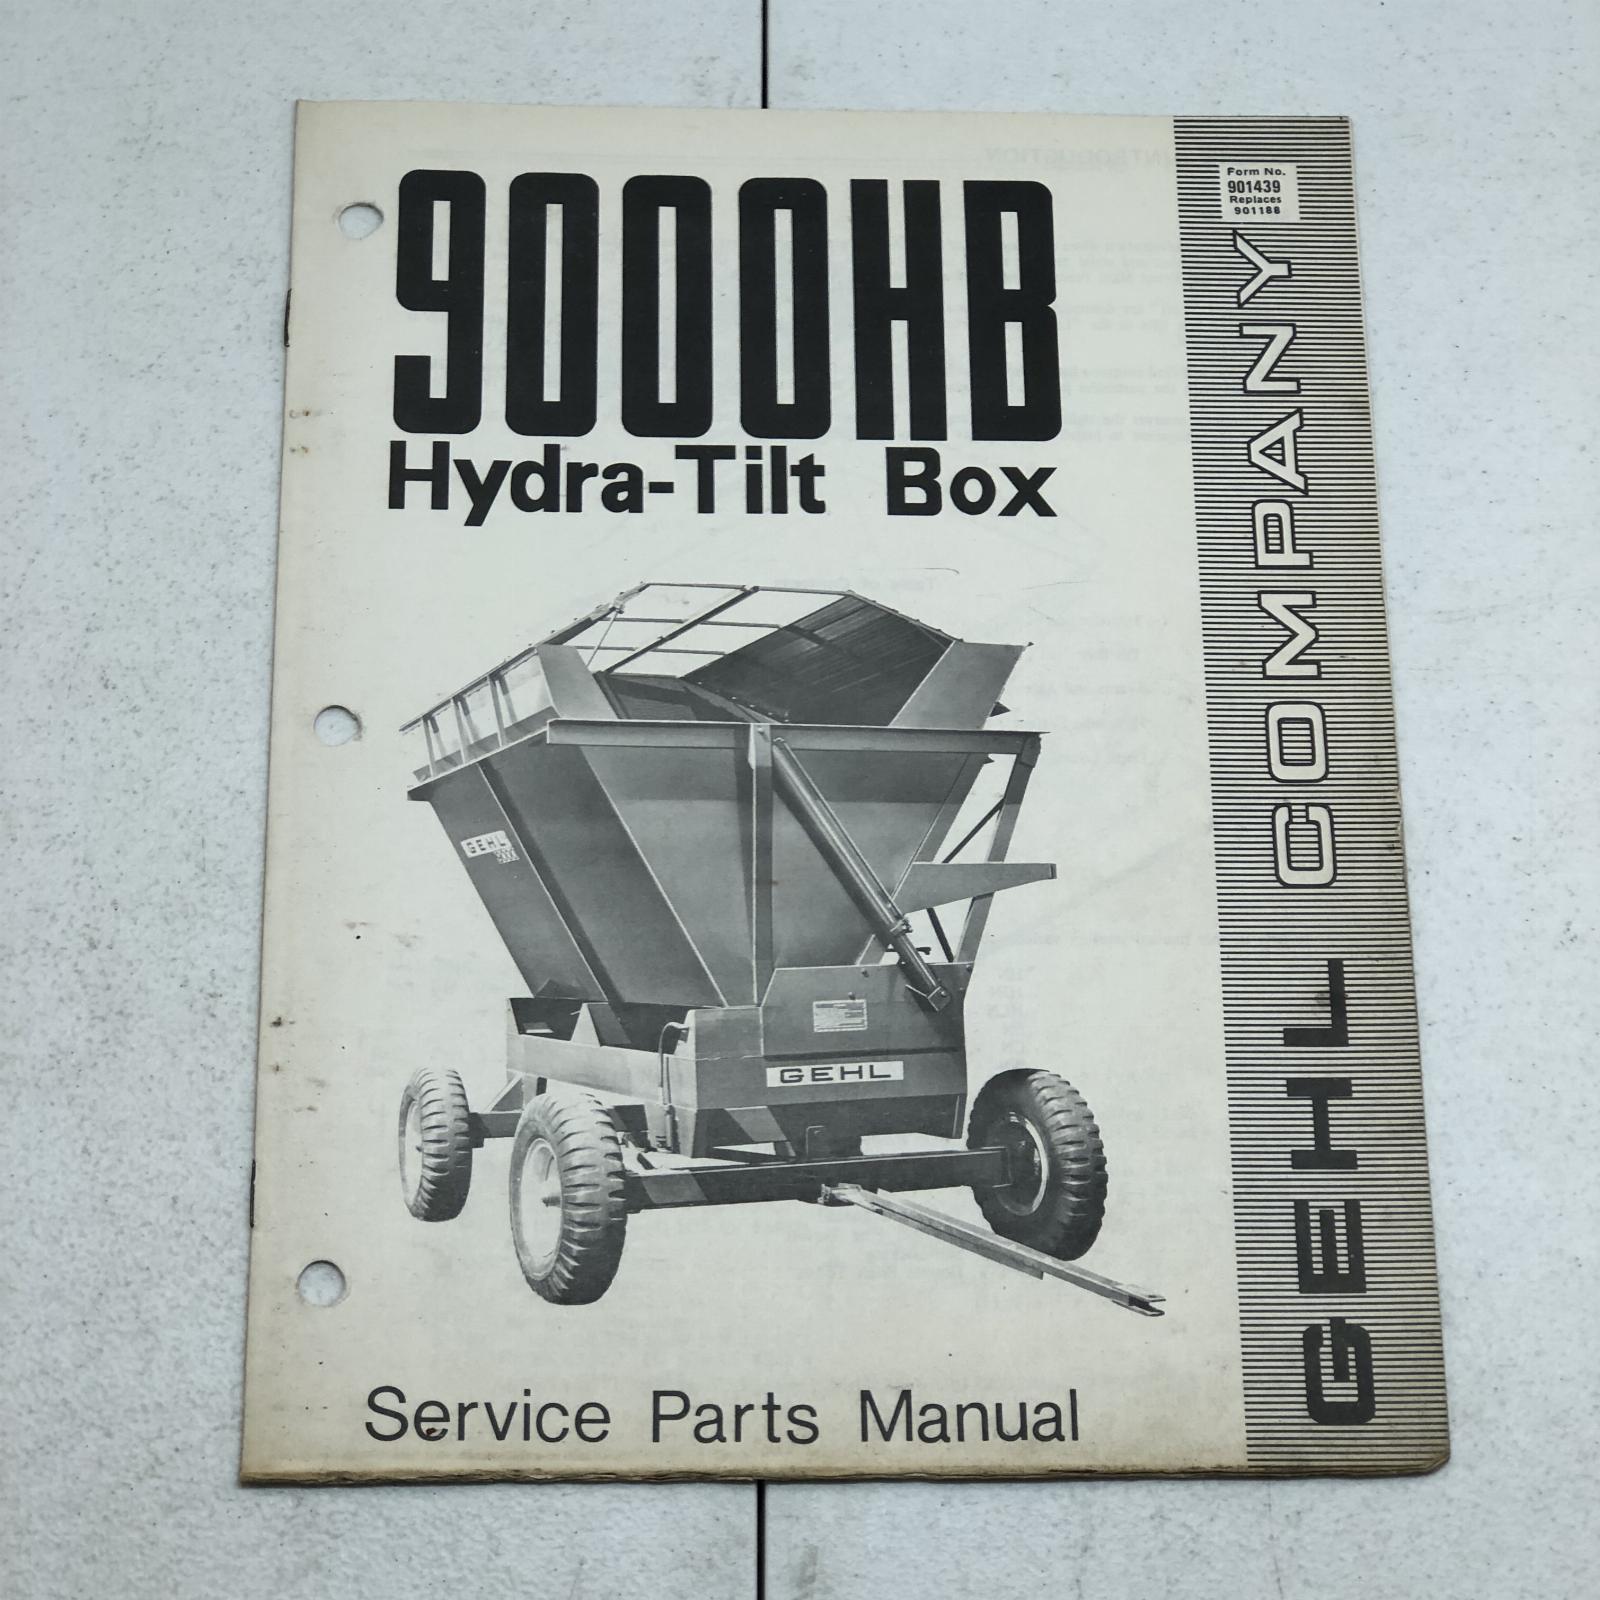 9000HB
Hydra-Tilt Box
Form No.
901439
Replaces
901188
GEHL COMPANY
GEHL
GEHL
Service Parts Manual